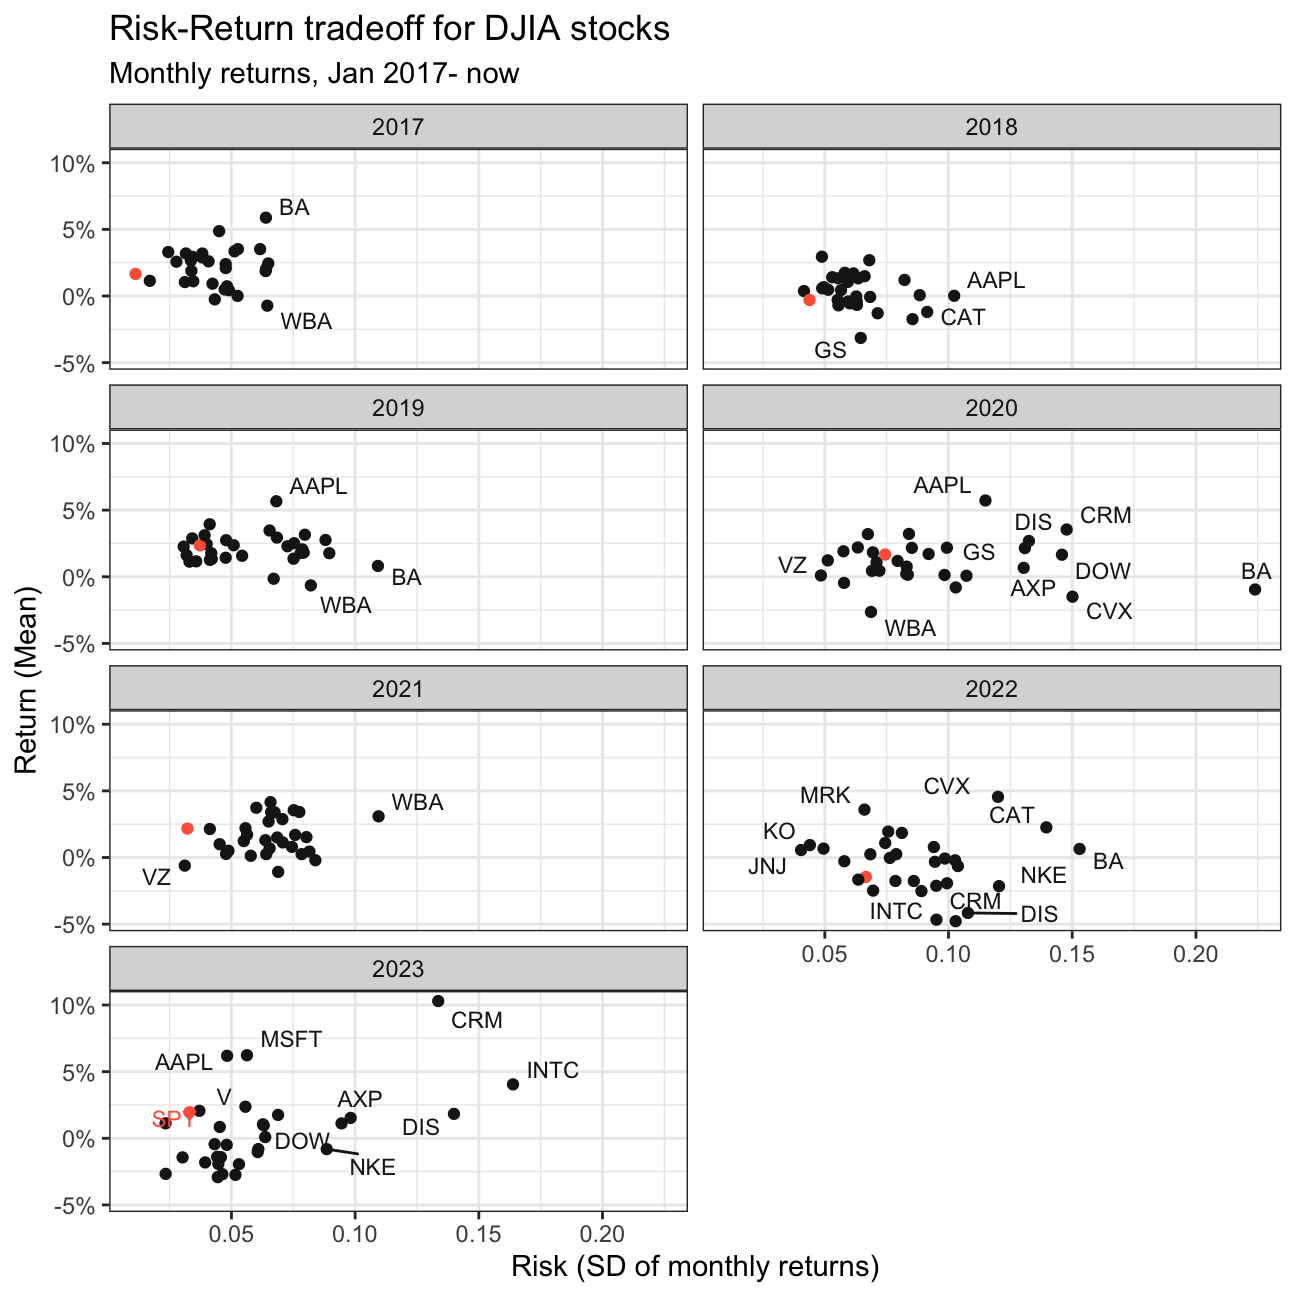 Risk-Return tradeoff for DJIA stocks
Monthly returns, Jan 2017- now
2017
2018
10%
5%
0%
-5%
BA
WBA
AAPL
CAT
GS
2019
2020
10%
5%
0%
-5%
AAPL
BA
WBA
AAPL
CRM
DIS
GS
VZ
DOW
BA
AXP
CVX
WBA
2021
2022
10%
5%
0%
-5%
WBA
VZ
CVX
MRK
CAT
KO
BA
JNJ
NKE
CRM
INTC
DIS
0.05
0.10
0.15
0.20
2023
10%
5%
0%
-5%
CRM
MSFT
AAPL
INTC
V
AXP
SPY
DIS
DOW
NKE
0.05
0.10
0.15
0.20
Return (Mean)
Risk (SD of monthly returns)